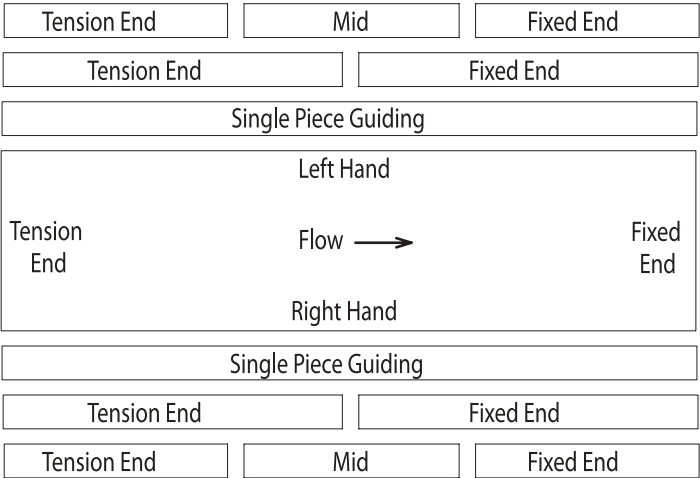 Tension End Mid Fixed End
Tension End Fixed End
Single Piece Guiding
Left Hand
Tension
End
Flow
Fixed
End
Right Hand
Single Piece Guiding
Tension End Fixed End
Tension End Mid Fixed End